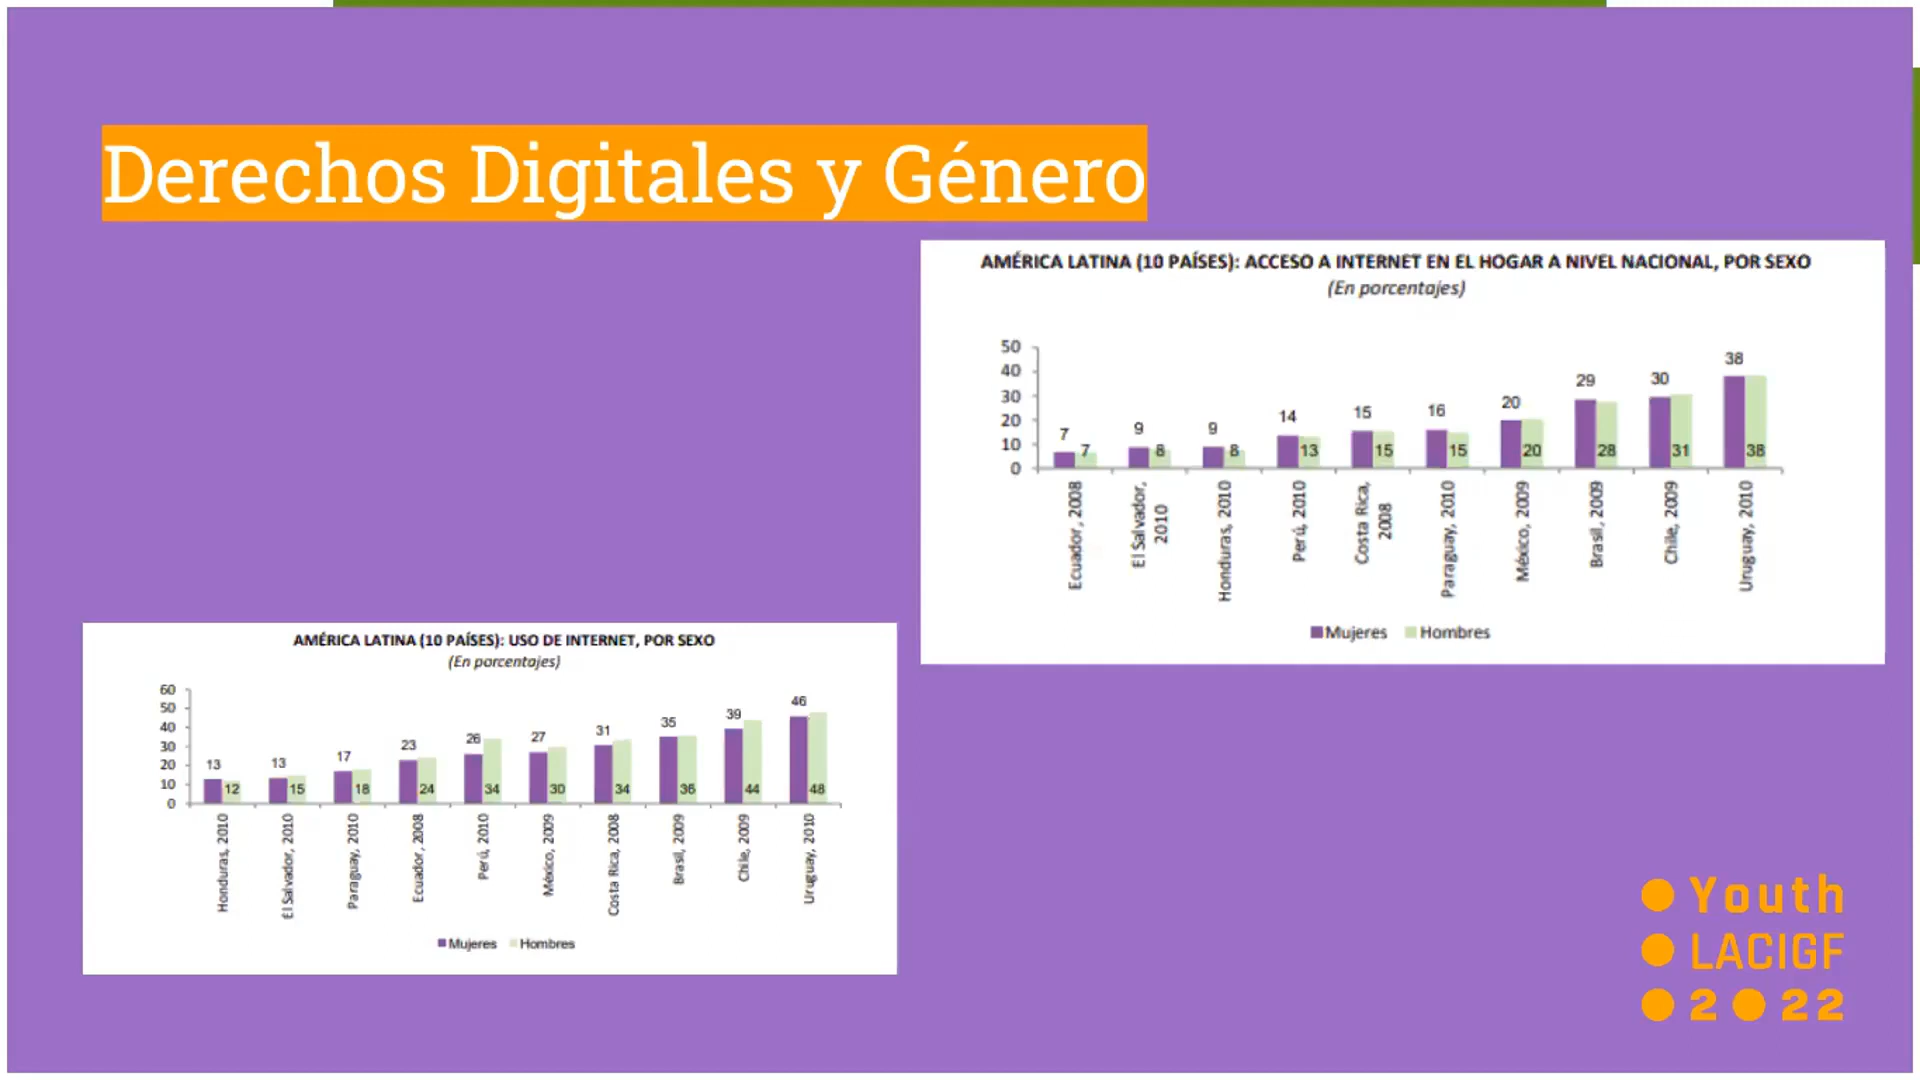 Derechos Digitales y Género
AMÉRICA LATINA (10 PAÍSES): ACCESO A INTERNET EN EL HOGAR A NIVEL NACIONAL, POR SEXO
(En porcentajes)
50
40
30
20
10
0
7
7
9
8
9
8
14
13
15
15
16
15
20
20
29
28
30
31
38
38
Ecuador, 2008
El Salvador,
2010
Honduras, 2010
Perú, 2010
Costa Rica,
2008
Paraguay, 2010
México, 2009
Brasil, 2009
Chile, 2009
Uruguay, 2010
Mujeres Hombres
AMÉRICA LATINA (10 PAÍSES): USO DE INTERNET, POR SEXO
(En porcentajes)
60
50
40
30
20
10
0
13
12
13
15
17
18
23
24
26
34
27
30
31
34
35
36
39
44
46
48
Honduras, 2010
El Salvador, 2010
Paraguay, 2010
Ecuador, 2008
Perú, 2010
México, 2009
Costa Rica, 2008
Brasil, 2009
Chile, 2009
Uruguay, 2010
Mujeres Hombres
Youth
LACIGF
2022